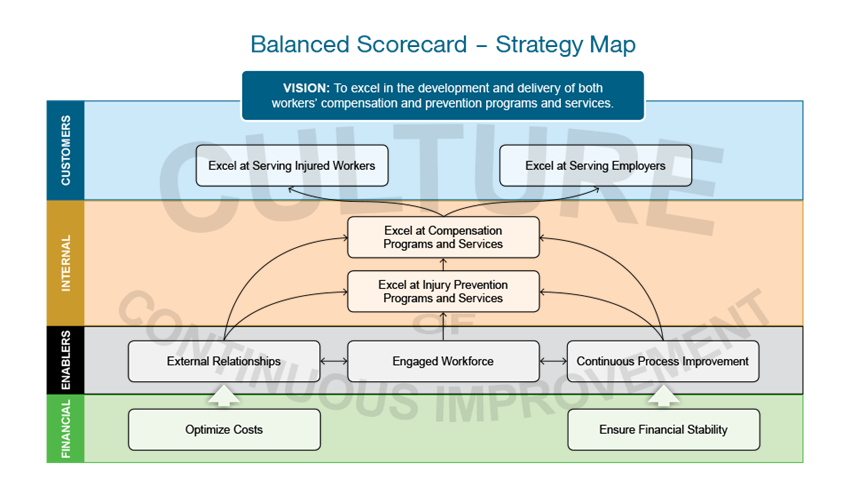 Balanced Scorecard – Strategy Map
VISION: To excel in the development and delivery of both
workers' compensation and prevention programs and services.
CUSTOMERS
CULTURE
Excel at Serving Injured Workers
Excel at Serving Employers
INTERNAL
Excel at Compensation
Programs and Services
Excel at Injury Prevention
Programs and Services
OF
CONTINUOUS IMPROVEMENT
ENABLERS
External Relationships
Engaged Workforce
Continuous Process Improvement
FINANCIAL
Optimize Costs
Ensure Financial Stability